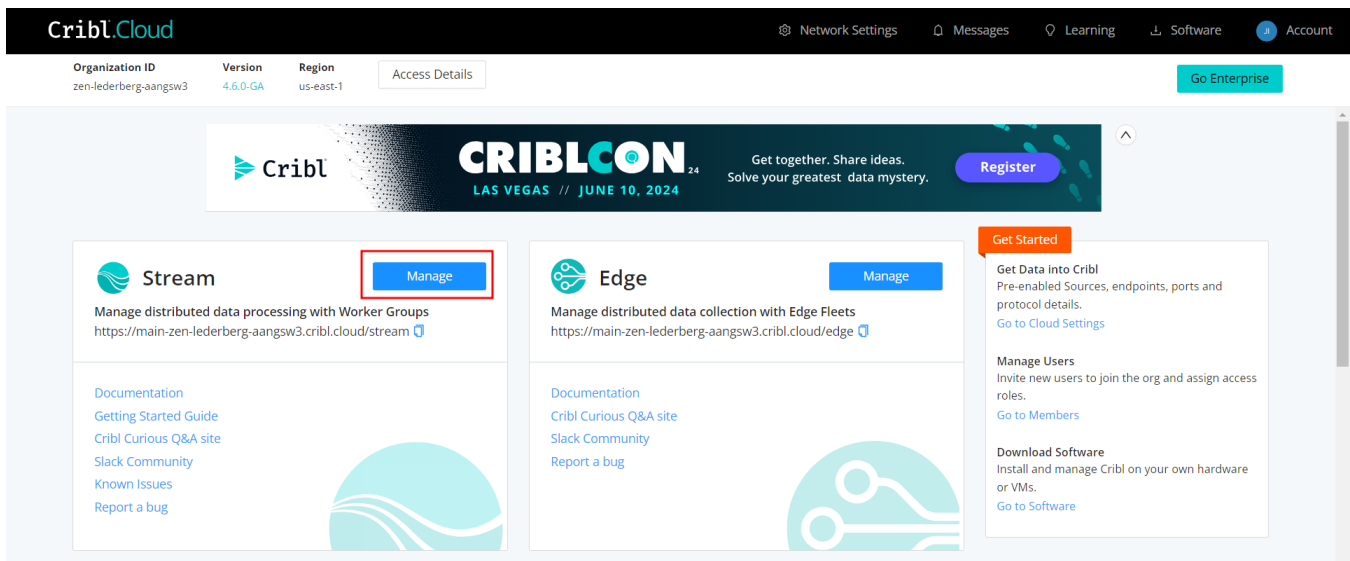 Cribl.Cloud
Network Settings
Messages
Learning
Software
JI
Account
Organization ID
zen-lederberg-aangsw3
Version
4.6.0-GA
Region
us-east-1
Access Details
Go Enterprise
Cribl
CRIBLCON 24
LAS VEGAS // JUNE 10, 2024
Get together. Share ideas.
Solve your greatest data mystery.
Register
Stream
Manage
Manage distributed data processing with Worker Groups
https://main-zen-lederberg-aangsw3.cribl.cloud/stream
Documentation
Getting Started Guide
Cribl Curious Q&A site
Slack Community
Known Issues
Report a bug
Edge
Manage
Manage distributed data collection with Edge Fleets
https://main-zen-lederberg-aangsw3.cribl.cloud/edge
Documentation
Cribl Curious Q&A site
Slack Community
Report a bug
Get Started
Get Data into Cribl
Pre-enabled Sources, endpoints, ports and
protocol details.
Go to Cloud Settings
Manage Users
Invite new users to join the org and assign access
roles.
Go to Members
Download Software
Install and manage Cribl on your own hardware
or VMs.
Go to Software